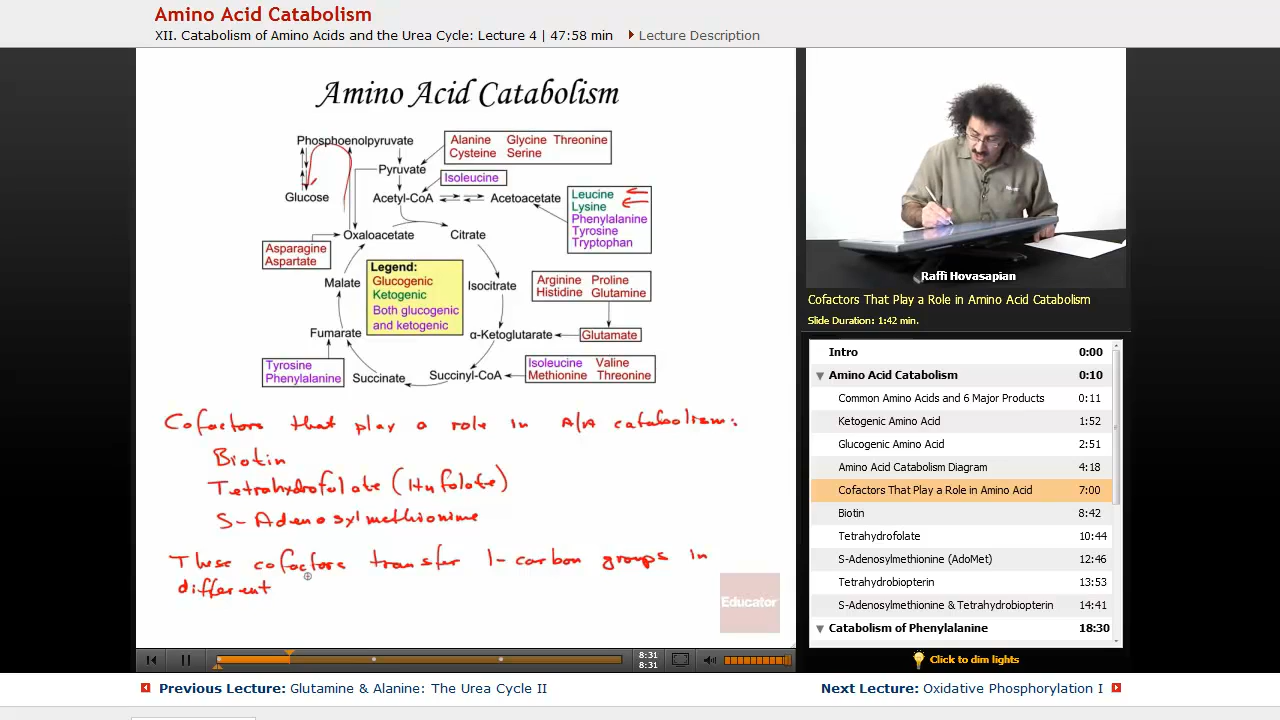 Amino Acid Catabolism
XII. Catabolism of Amino Acids and the Urea Cycle: Lecture 4 | 47:58 min
Lecture Description
Amino Acid Catabolism
Phosphoenolpyruvate
Alanine Glycine Threonine
Cysteine Serine
Pyruvate
Isoleucine
Glucose
Acetyl-CoA
Acetoacetate
Leucine
Lysine
Phenylalanine
Tyrosine
Tryptophan
Oxaloacetate
Citrate
Asparagine
Aspartate
Legend:
Glucogenic
Ketogenic
Both glucogenic
and ketogenic
Malate
Isocitrate
Arginine Proline
Histidine Glutamine
Fumarate
α-Ketoglutarate
Glutamate
Tyrosine
Phenylalanine
Succinate
Succinyl-CoA
Isoleucine Valine
Methionine Threonine
Cofactors that play a role in A/A catabolism:
Biotin
Tetrahydrofolate (H4folate)
S-Adenosylmethionine
These cofactors transfer 1-carbon groups in
different
Educator
8:31
8:31
Raffi Hovasapian
Cofactors That Play a Role in Amino Acid Catabolism
Slide Duration: 1:42 min.
Intro 0:00
Amino Acid Catabolism 0:10
Common Amino Acids and 6 Major Products 0:11
Ketogenic Amino Acid 1:52
Glucogenic Amino Acid 2:51
Amino Acid Catabolism Diagram 4:18
Cofactors That Play a Role in Amino Acid 7:00
Biotin 8:42
Tetrahydrofolate 10:44
S-Adenosylmethionine (AdoMet) 12:46
Tetrahydrobiopterin 13:53
S-Adenosylmethionine & Tetrahydrobiopterin 14:41
Catabolism of Phenylalanine 18:30
Click to dim lights
Previous Lecture: Glutamine & Alanine: The Urea Cycle II
Next Lecture: Oxidative Phosphorylation I